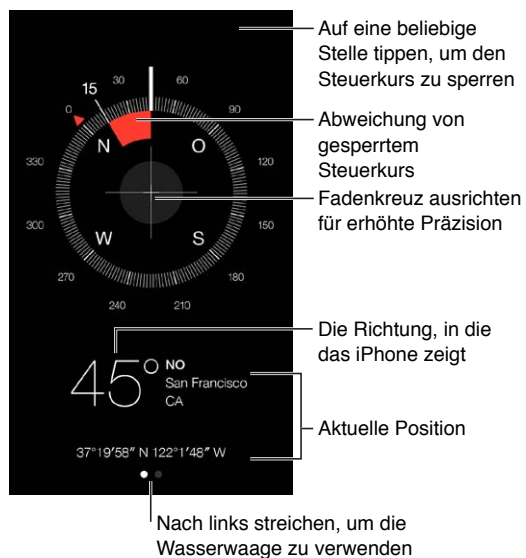 Auf eine beliebige
Stelle tippen, um den
Steuerkurs zu sperren
15
30
60
0
90
N
O
Abweichung von
gesperrtem
Steuerkurs
330
120
Fadenkreuz ausrichten
für erhöhte Präzision
300
150
W
S
270
180
240
210
Die Richtung, in die
das iPhone zeigt
45°
NO
San Francisco
CA
Aktuelle Position
37°19′58″ N 122°1′48″ W
Nach links streichen, um die
Wasserwaage zu verwenden